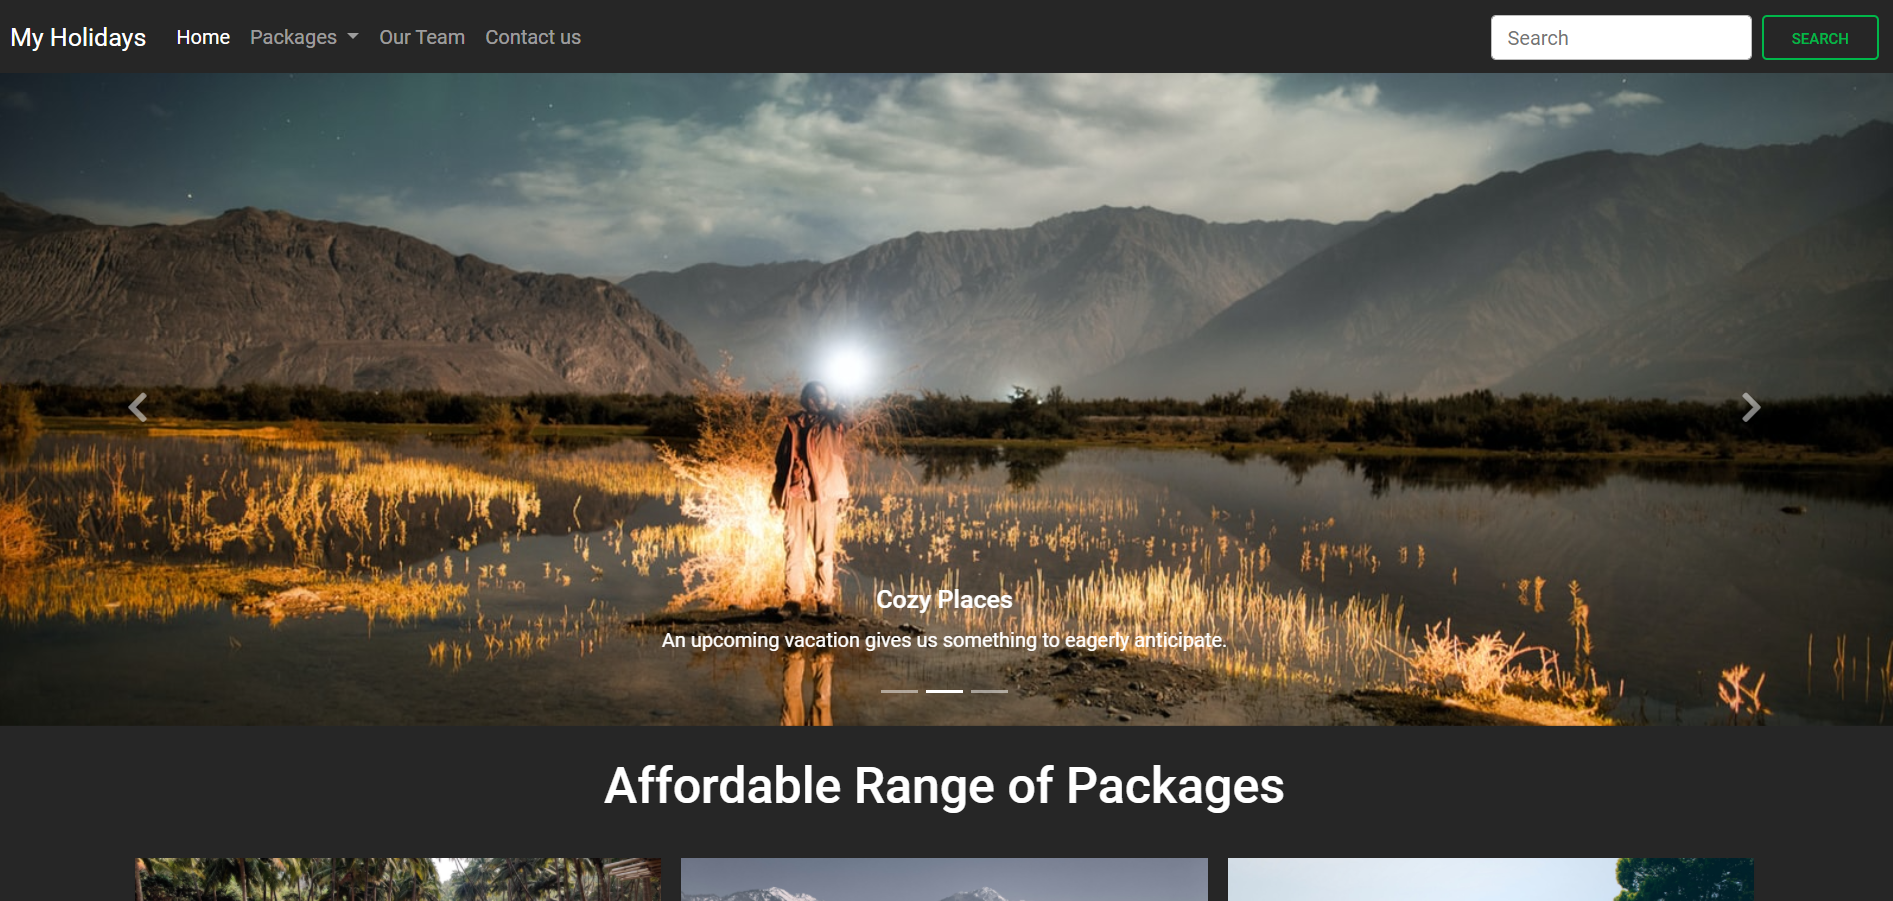 My Holidays Home Packages Our Team Contact us Search SEARCH
Cozy Places
An upcoming vacation gives us something to eagerly anticipate.
Affordable Range of Packages